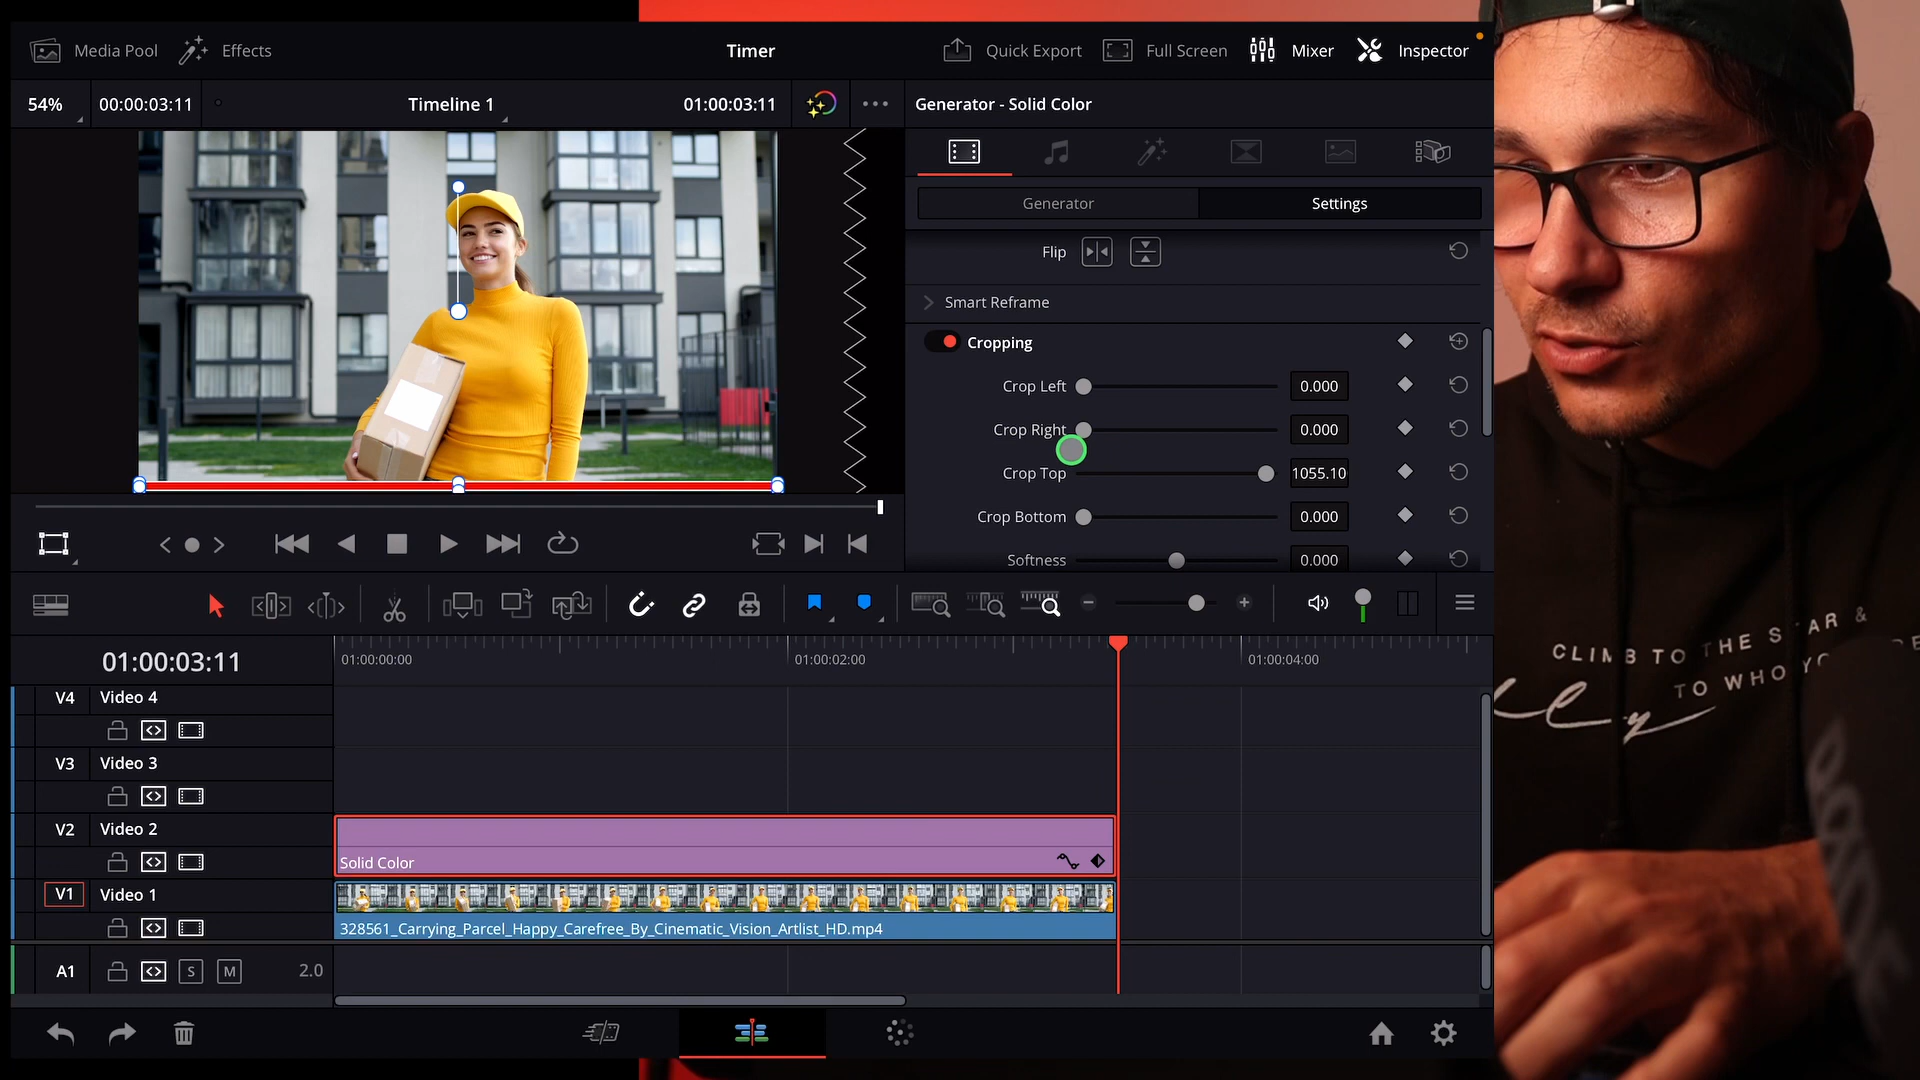 Media Pool
Effects
Timer
Quick Export
Full Screen
Mixer
Inspector
54%
00:00:03:11
Timeline 1
01:00:03:11
Generator - Solid Color
Generator
Settings
Flip
Smart Reframe
Cropping
Crop Left
0.000
Crop Right
0.000
Crop Top
1055.10
Crop Bottom
0.000
Softness
0.000
01:00:03:11
01:00:00:00
01:00:02:00
01:00:04:00
V4
Video 4
V3
Video 3
V2
Video 2
Solid Color
V1
Video 1
328561_Carrying_Parcel_Happy_Carefree_By_Cinematic_Vision_Artlist_HD.mp4
A1
S
M
2.0
CLIMB TO THE STAR &
TO WHO